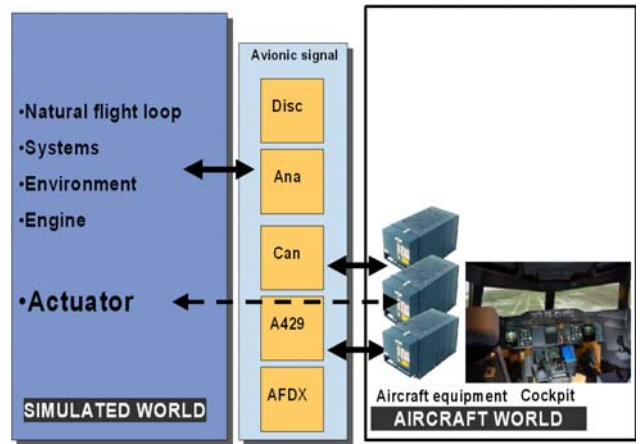 •Natural flight loop
•Systems
•Environment
•Engine
•Actuator
SIMULATED WORLD
Avionic signal
Disc
Ana
Can
A429
AFDX
Aircraft equipment
Cockpit
AIRCRAFT WORLD